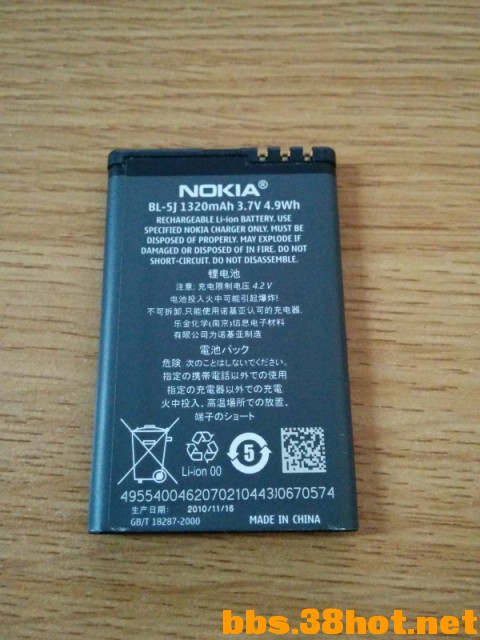 NOKIA®
BL-5J 1320mAh 3.7V 4.9Wh
RECHARGEABLE Li-ion BATTERY. USE
SPECIFIED NOKIA CHARGER ONLY. MAY EXPLODE IF
DISPOSED OF PROPERLY. MAY EXPLODE IF
DAMAGED OR DISPOSED OF IN FIRE. DO NOT
SHORT-CIRCUIT. DO NOT DISASSEMBLE.
锂电池
注意: 充电限制电压 4.2 V
电池投入火中可能引起爆炸!
不可拆卸.只能使用诺基亚认可的充电器.
乐金化学(南京)信息电子材料
有限公司为诺基亚制造
電池パック
危険. 次のことはしないでください。
指定の携帯電話以外での使用
指定の充電器以外での充電
火中投入、高温場所での放置。
端子のショート
5
Li-ion 00
4955400462070210443)0670574
生产日期: 2010/11/16
GB/T 18287-2000 MADE IN CHINA
bbs.38hot.net